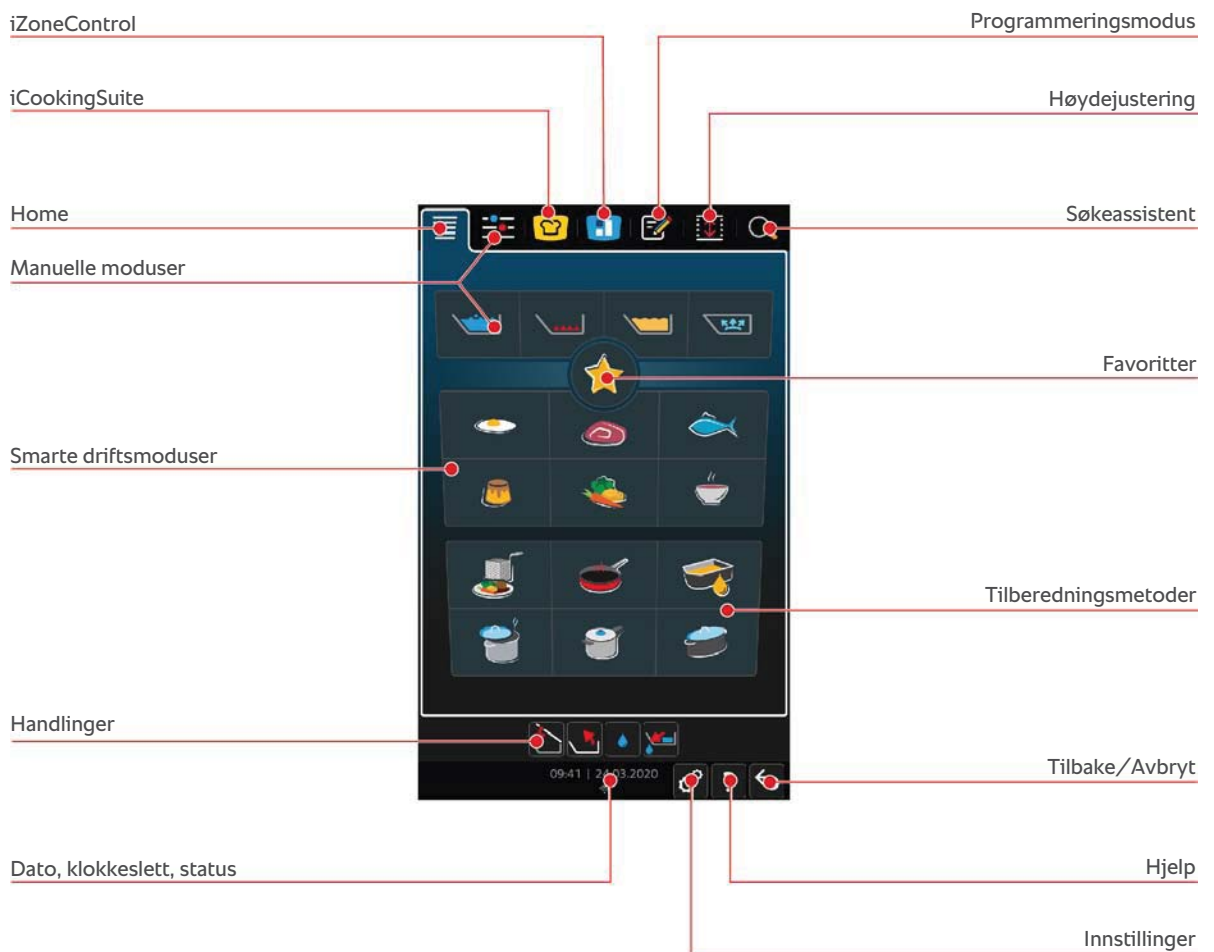 iZoneControl
Programmeringsmodus
iCookingSuite
Høydejustering
Home
Søkeassistent
Manuelle moduser
Favoritter
Smarte driftsmoduser
Tilberedningsmetoder
Handlinger
Tilbake/Avbryt
09:41 | 24.03.2020
Dato, klokkeslett, status
Hjelp
Innstillinger